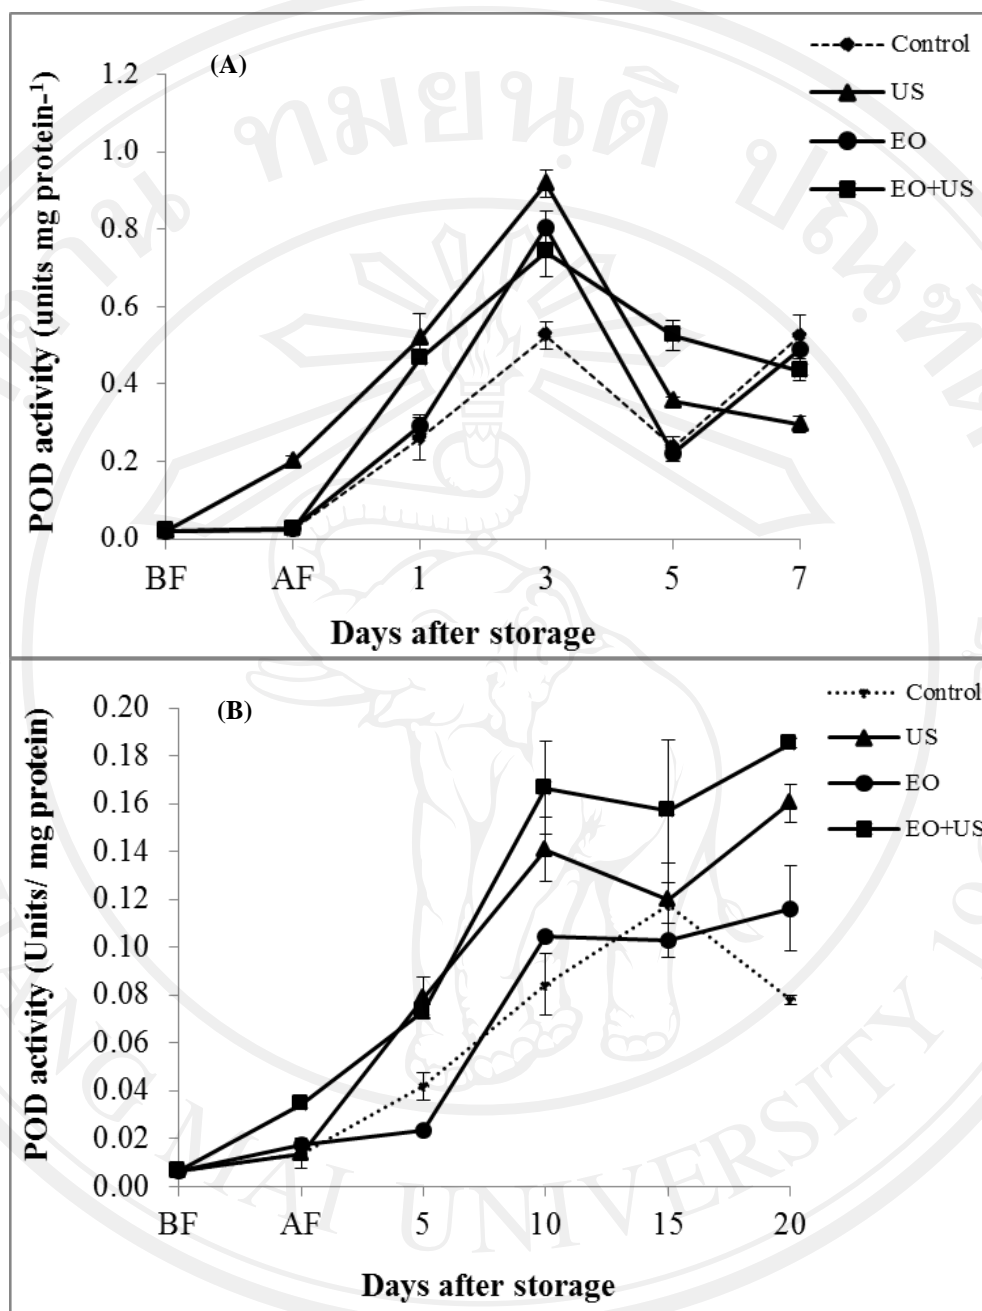 (A)
Control
US
EO
EO+US
POD activity (units mg protein-¹)
1.2
1.0
0.8
0.6
0.4
0.2
0.0
BF AF 1 3 5 7
Days after storage
(B)
Control
US
EO
EO+US
POD activity (Units/ mg protein)
0.20
0.18
0.16
0.14
0.12
0.10
0.08
0.06
0.04
0.02
0.00
BF AF 5 10 15 20
Days after storage
MAI UNIVERSITY